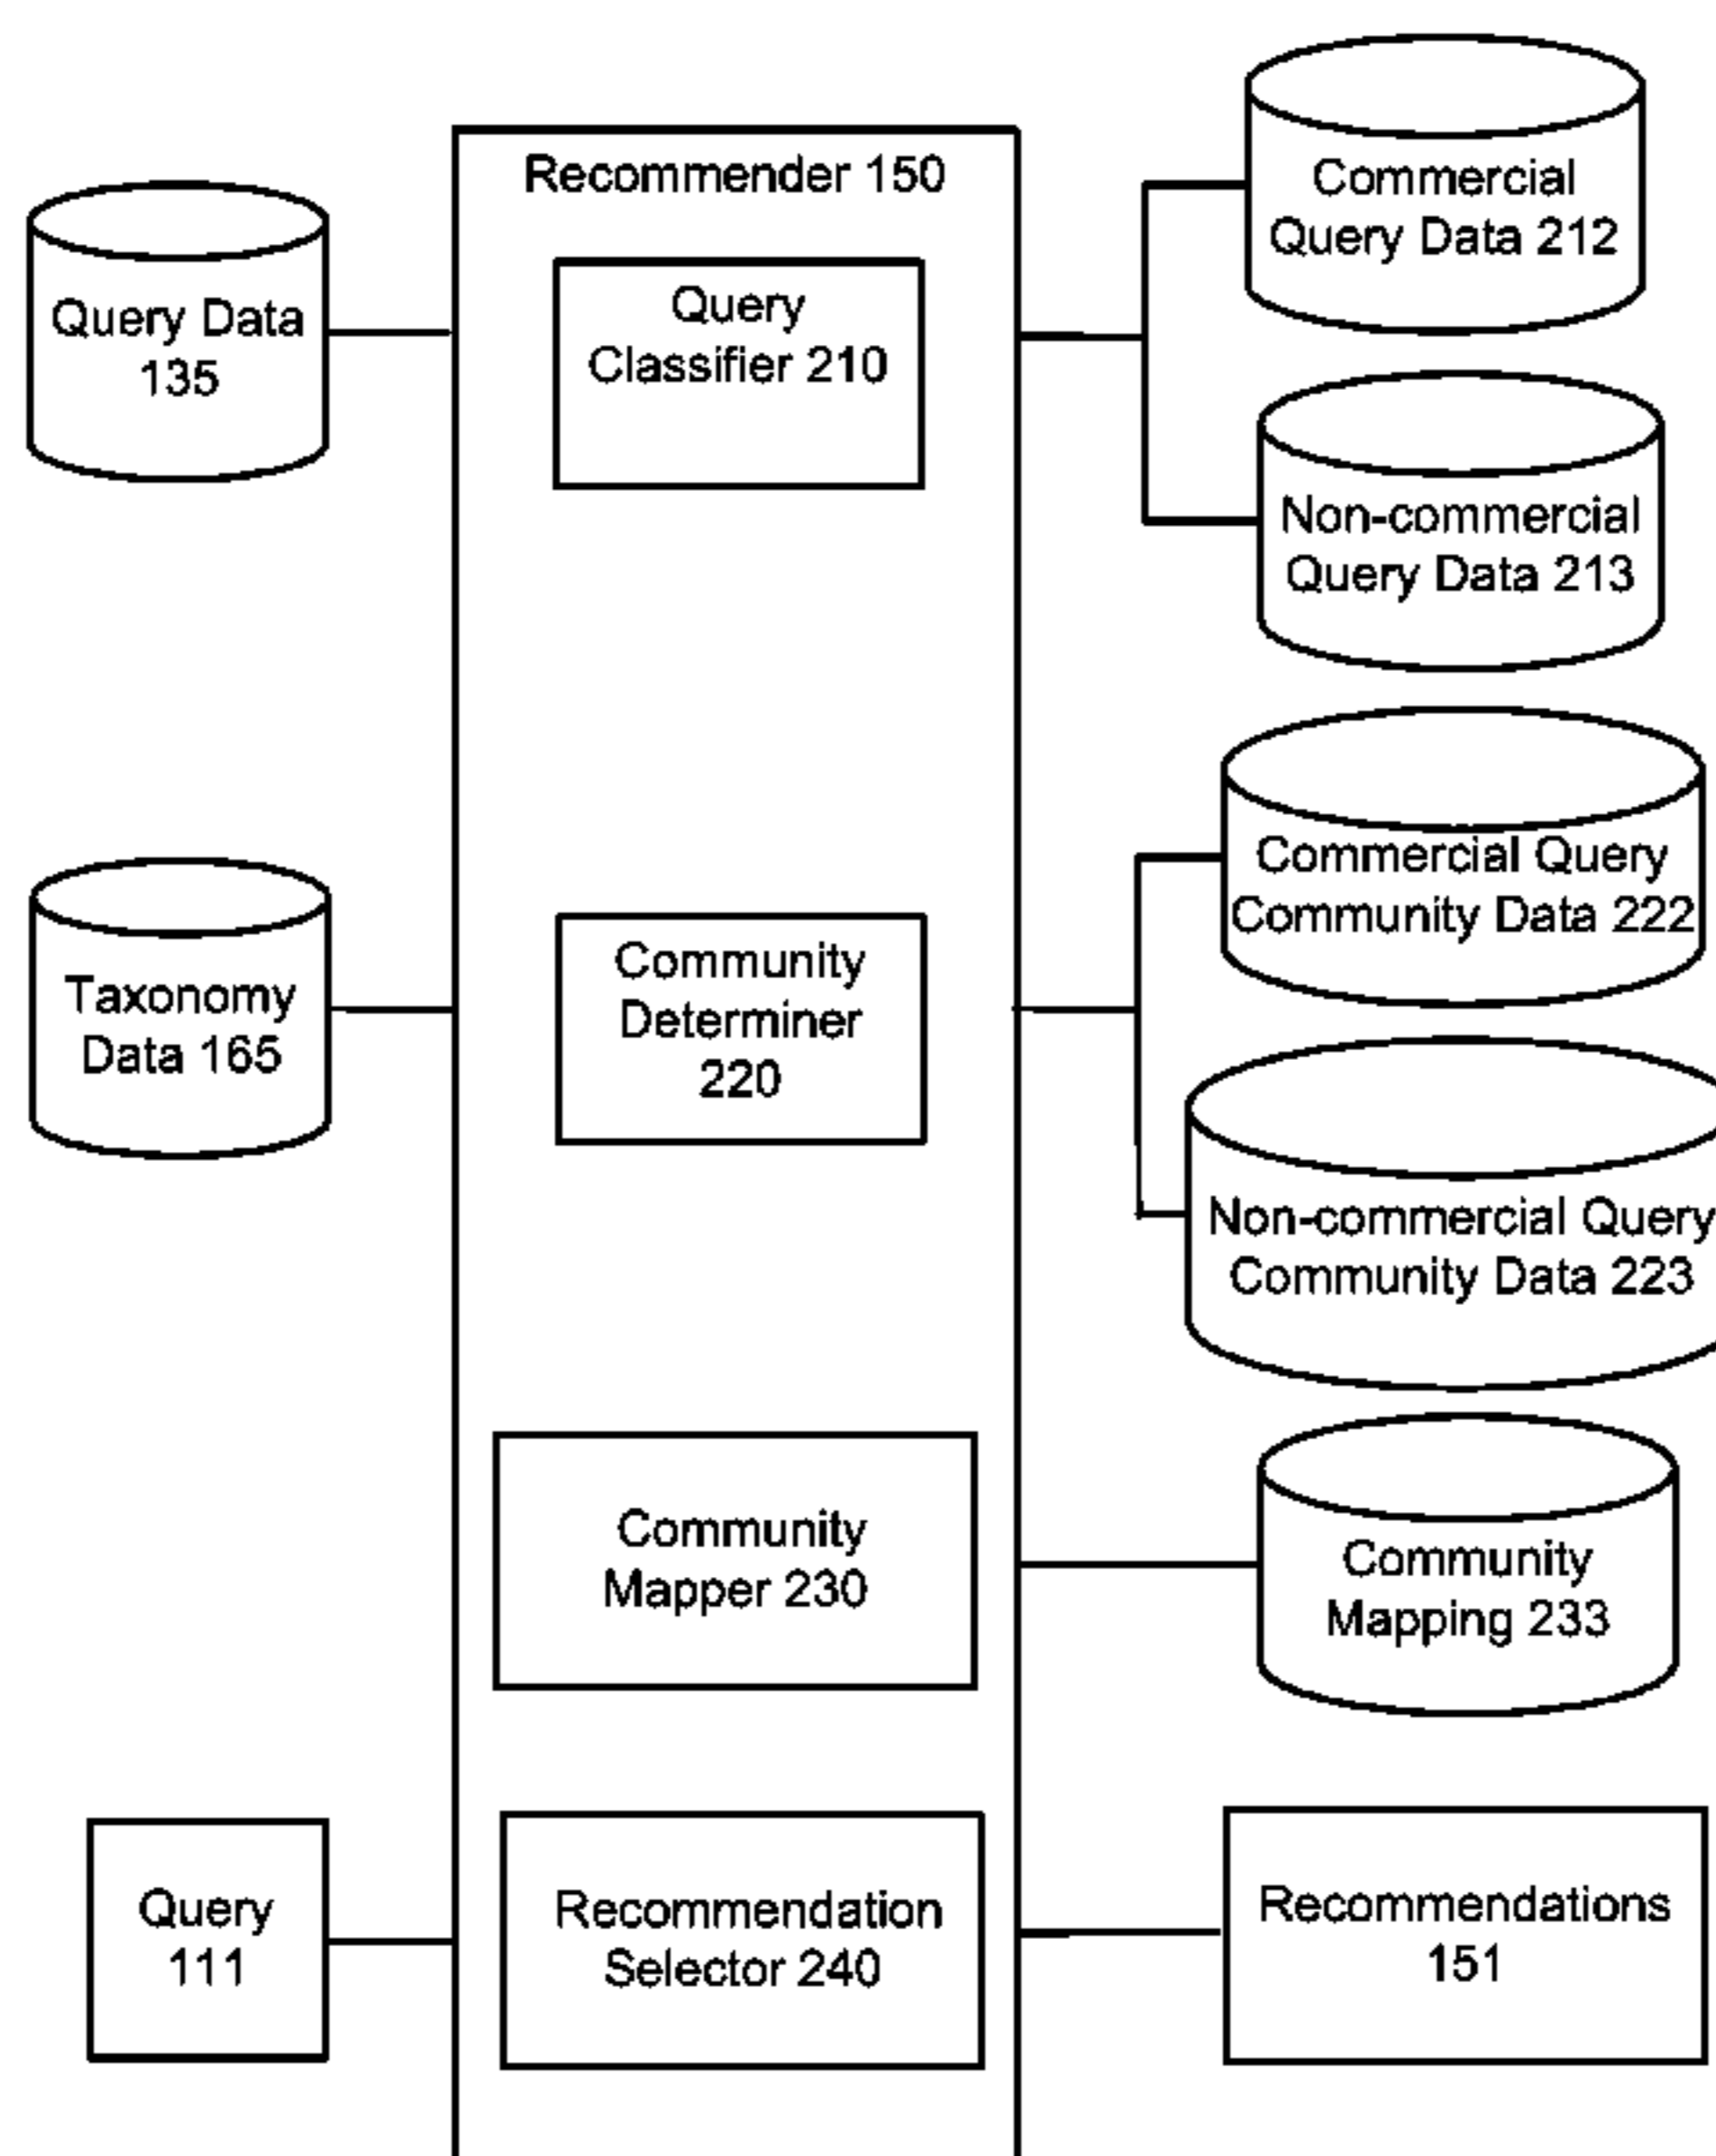 Recommender 150
Query Data
135
Query
Classifier 210
Commercial
Query Data 212
Non-commercial
Query Data 213
Taxonomy
Data 165
Community
Determiner
220
Commercial Query
Community Data 222
Non-commercial Query
Community Data 223
Community
Mapper 230
Community
Mapping 233
Query
111
Recommendation
Selector 240
Recommendations
151